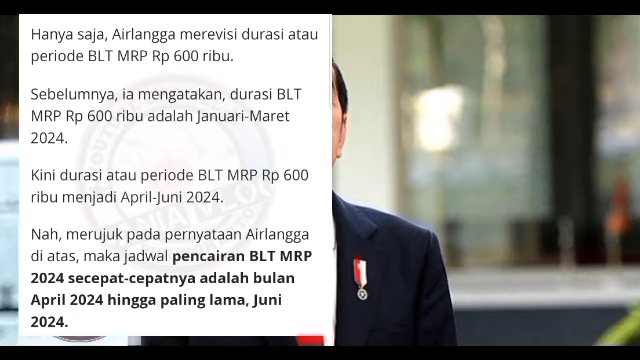 Hanya saja, Airlangga merevisi durasi atau
periode BLT MRP Rp 600 ribu.
Sebelumnya, ia mengatakan, durasi BLT
MRP Rp 600 ribu adalah Januari-Maret
2024.
Kini durasi atau periode BLT MRP Rp 600
ribu menjadi April-Juni 2024.
Nah, merujuk pada pernyataan Airlangga
di atas, maka jadwal pencairan BLT MRP
2024 secepat-cepatnya adalah bulan
April 2024 hingga paling lama, Juni
2024.